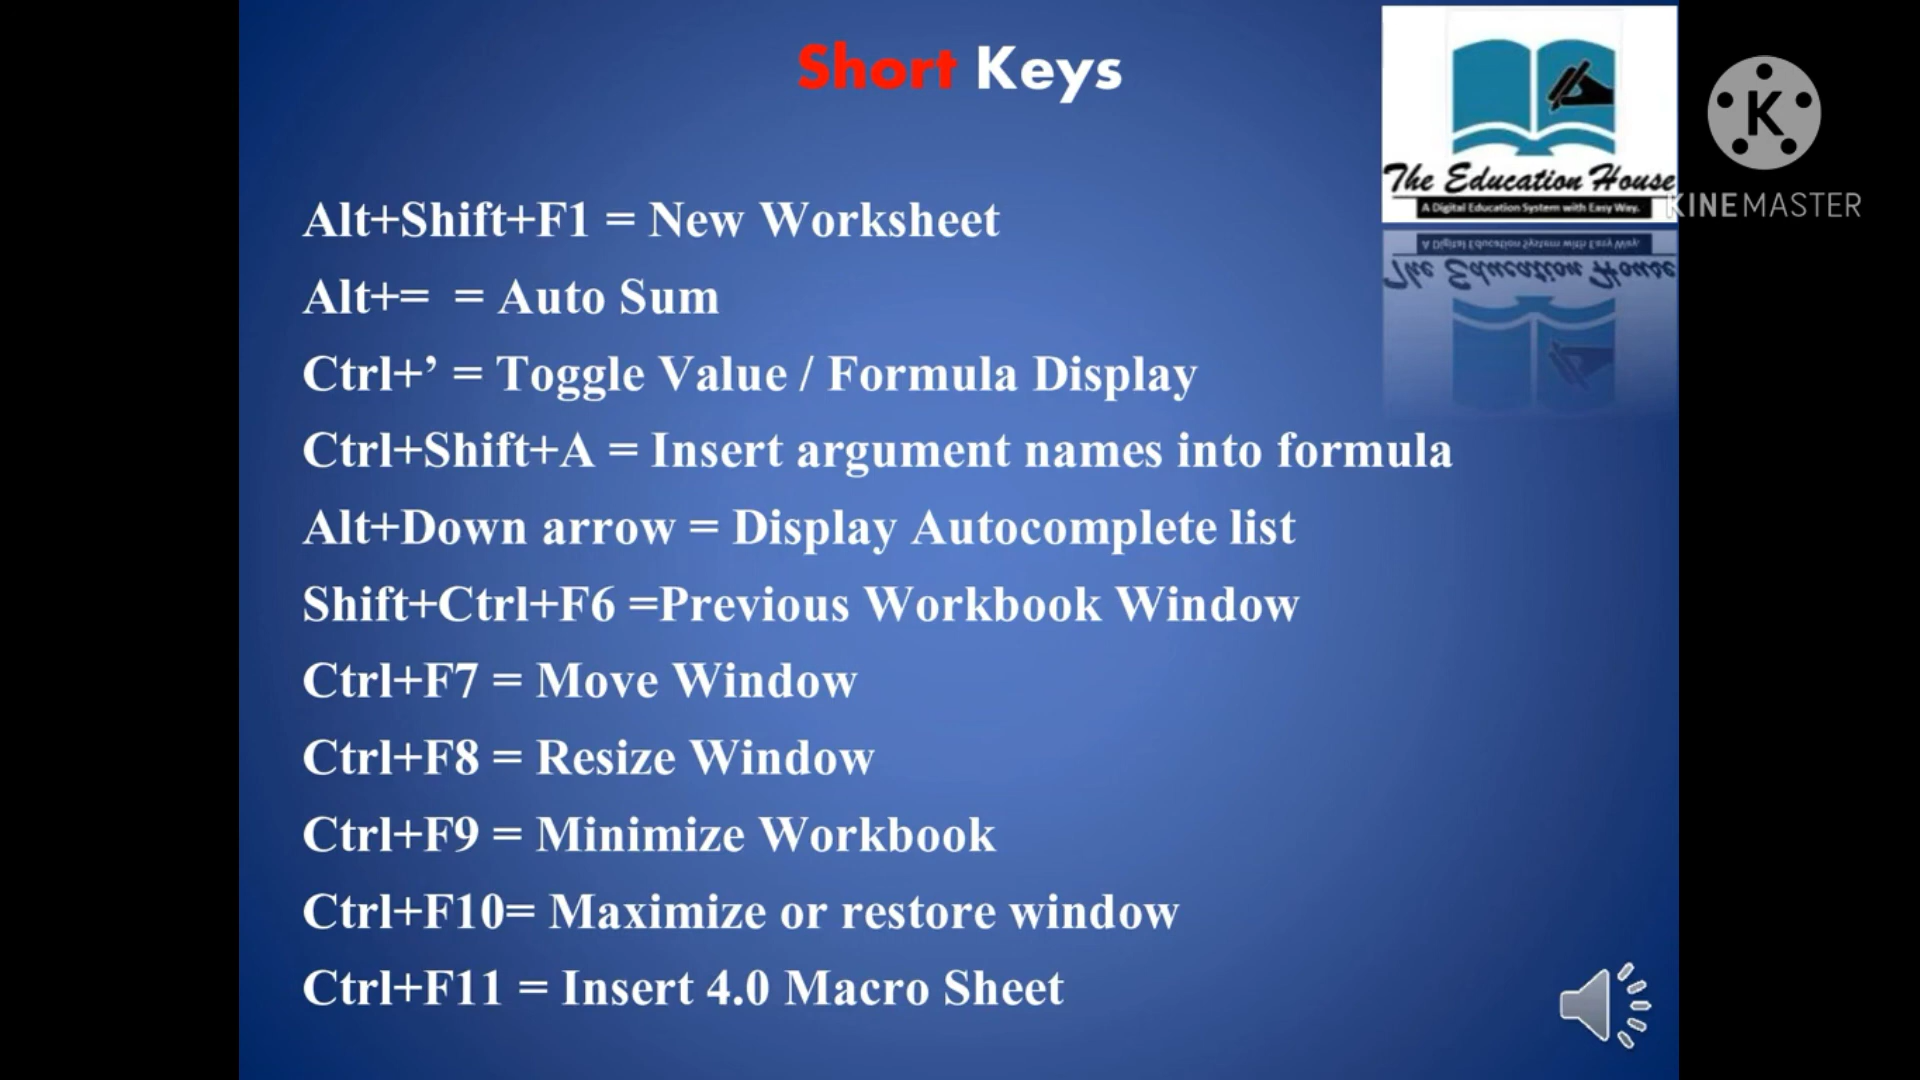 Short Keys
The Education House
A Digital Education System with Easy Way.
K
KINEMASTER
Alt+Shift+F1 = New Worksheet
Alt+=  = Auto Sum
Ctrl+’ = Toggle Value / Formula Display
Ctrl+Shift+A = Insert argument names into formula
Alt+Down arrow = Display Autocomplete list
Shift+Ctrl+F6 =Previous Workbook Window
Ctrl+F7 = Move Window
Ctrl+F8 = Resize Window
Ctrl+F9 = Minimize Workbook
Ctrl+F10= Maximize or restore window
Ctrl+F11 = Insert 4.0 Macro Sheet